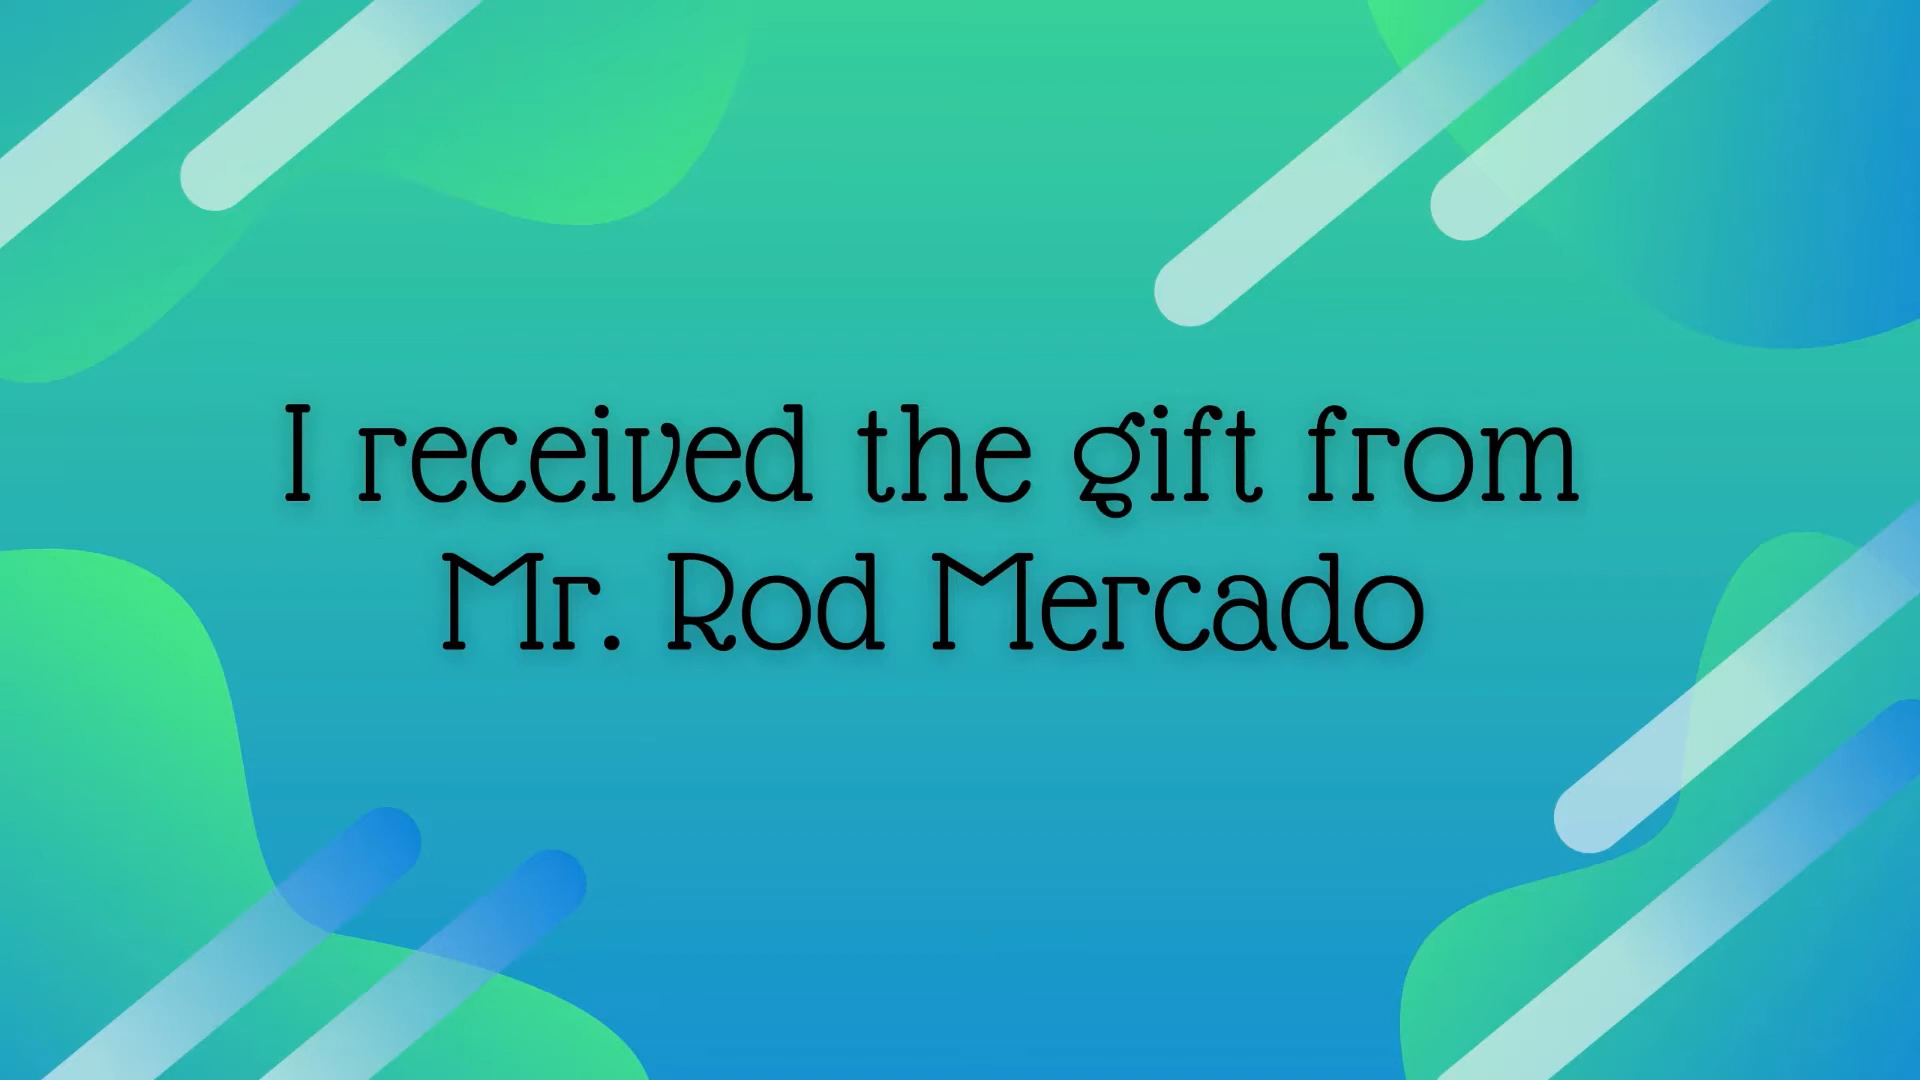 I received the gift from
Mr. Rod Mercado